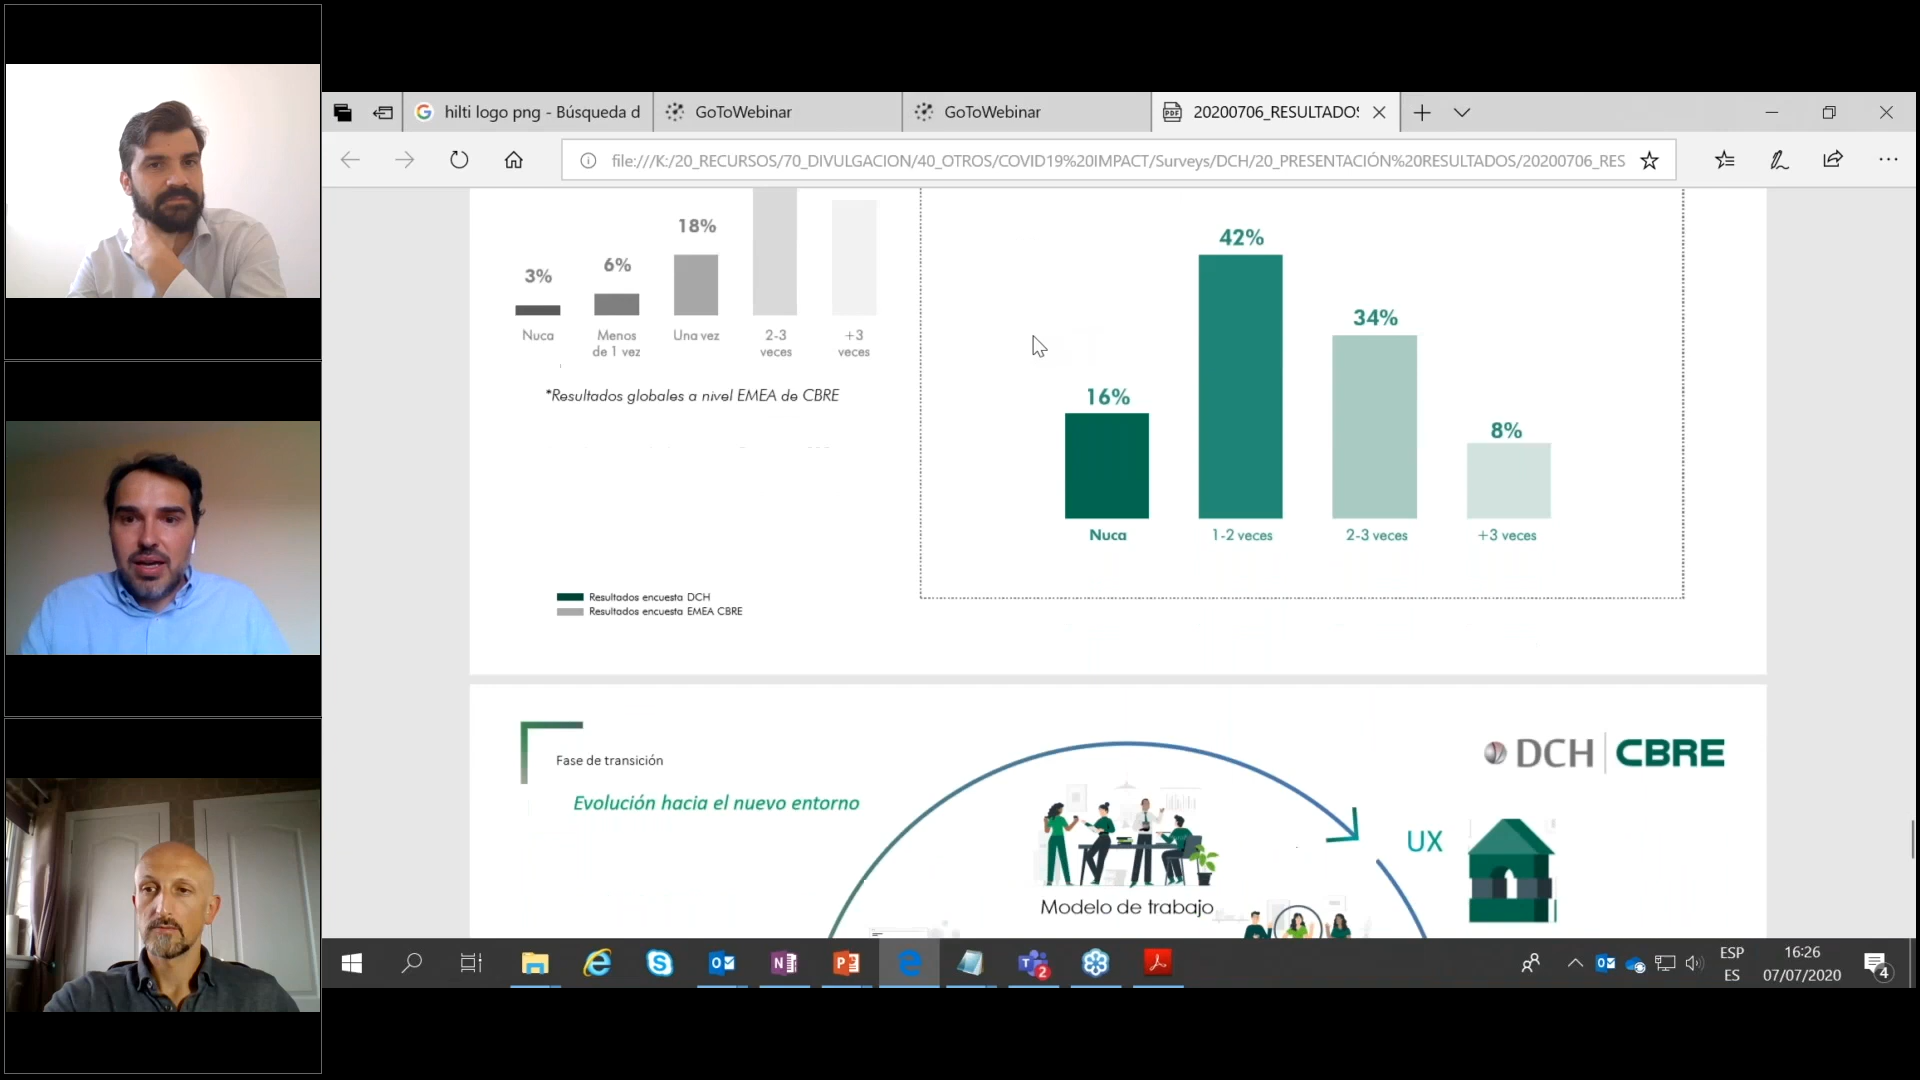 hilti logo png - Búsqueda d
GoToWebinar
GoToWebinar
20200706_RESULTADOS
file:///K:/20_RECURSOS/70_DIVULGACION/40_OTROS/COVID19%20IMPACT/Surveys/DCH/20_PRESENTACIÓN%20RESULTADOS/20200706_RES
3%
6%
18%
Nuca
Menos
de 1 vez
Una vez
2-3
veces
+3
veces
*Resultados globales a nivel EMEA de CBRE
Resultados encuesta DCH
Resultados encuesta EMEA CBRE
16%
42%
34%
8%
Nuca
1-2 veces
2-3 veces
+3 veces
Fase de transición
Evolución hacia el nuevo entorno
DCH CBRE
UX
Modelo de trabajo
ESP
ES
16:26
07/07/2020
2
4